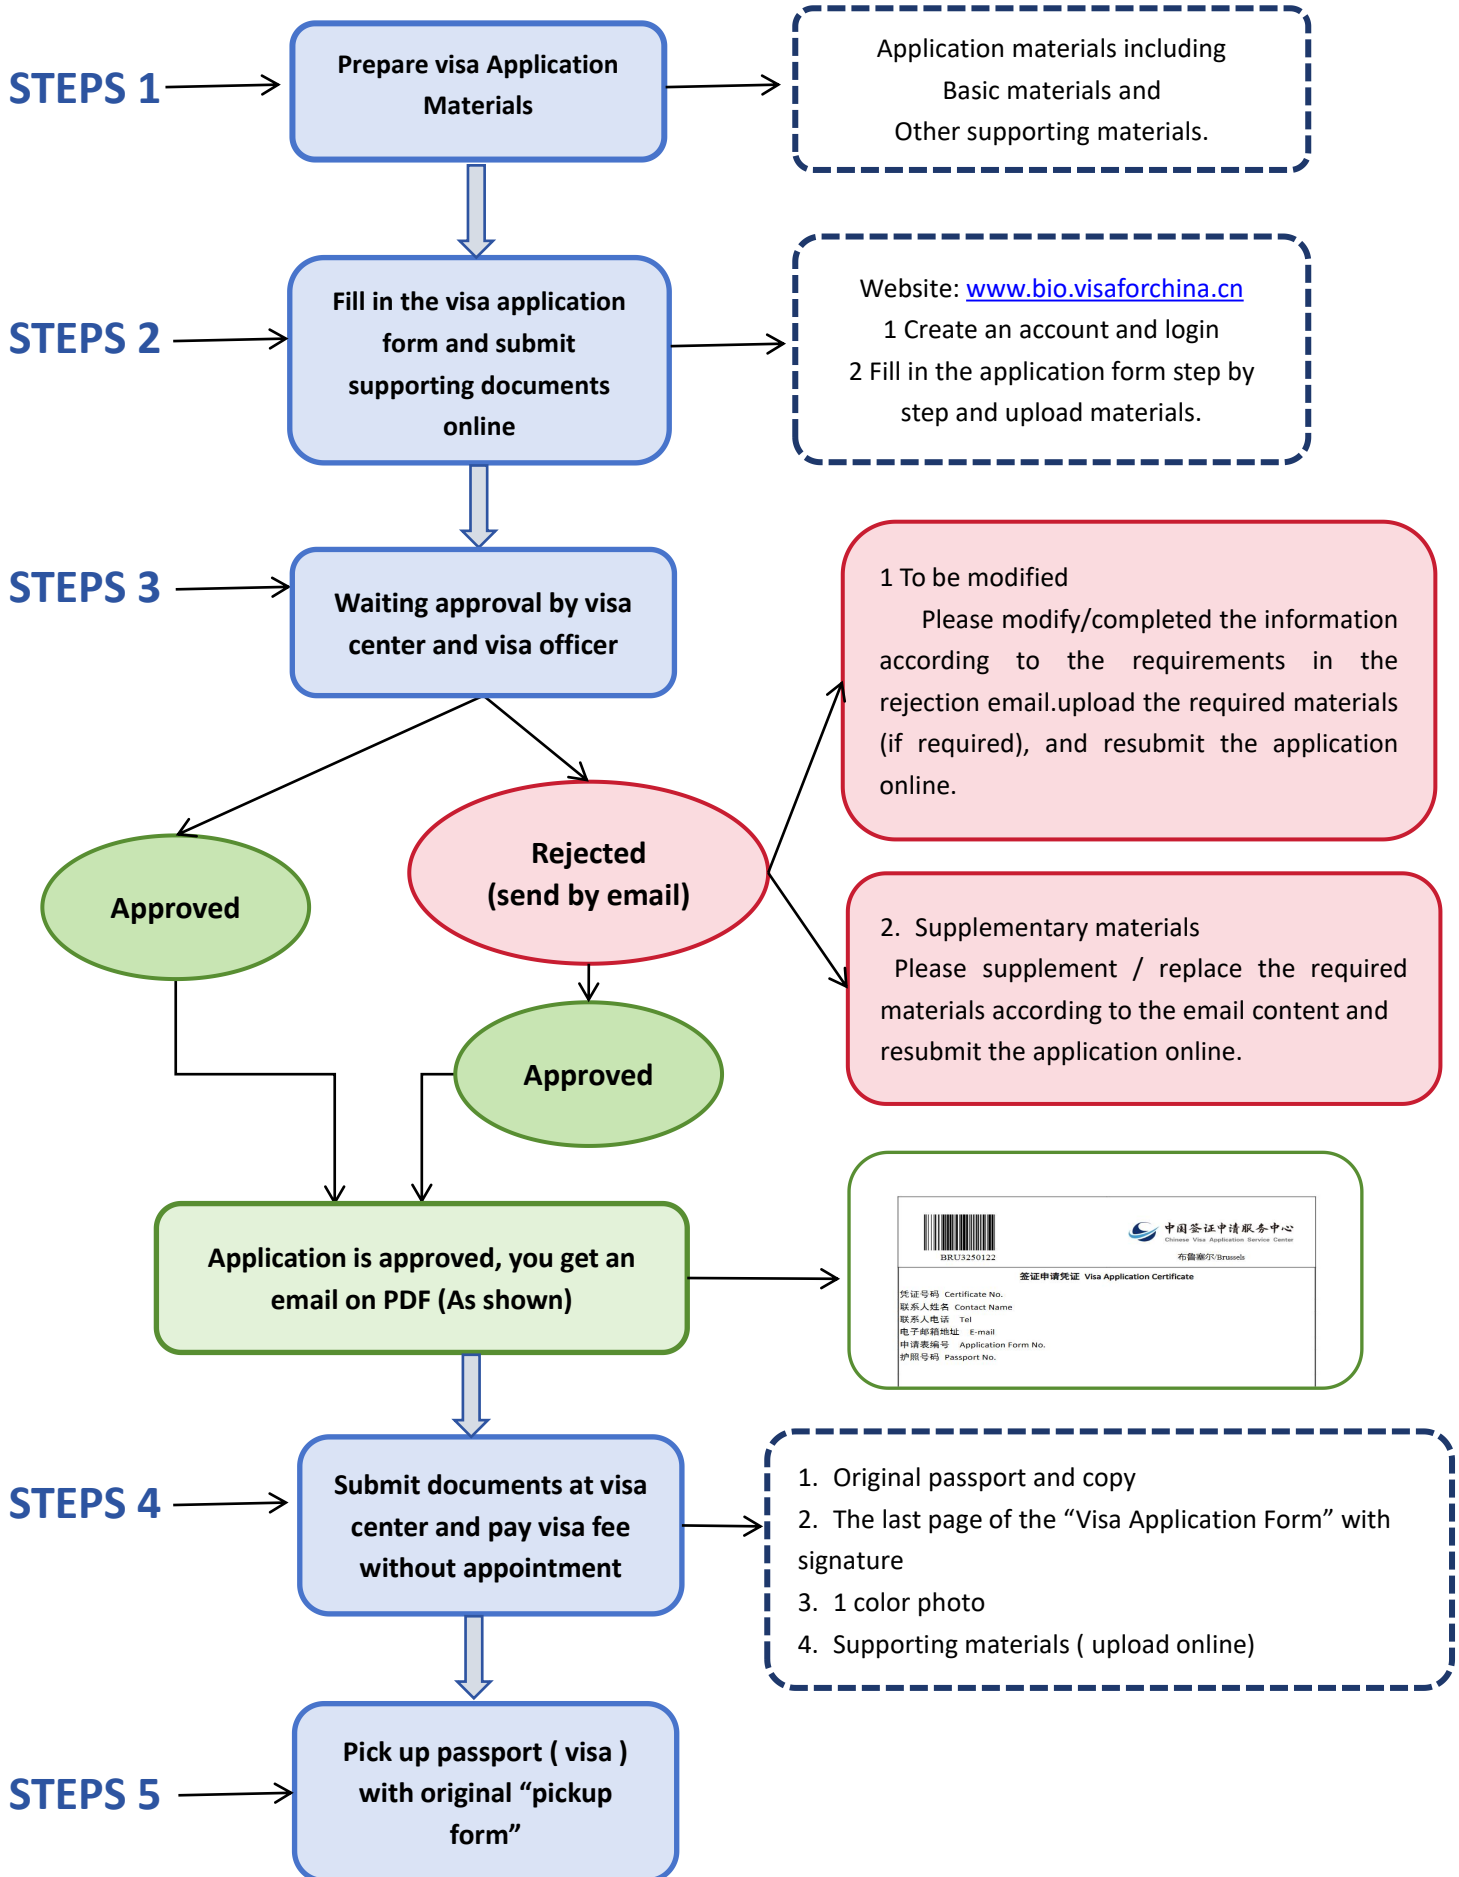 STEPS 1
Prepare visa Application
Materials
Application materials including
Basic materials and
Other supporting materials.
STEPS 2
Fill in the visa application
form and submit
supporting documents
online
Website: www.bio.visaforchina.cn
1 Create an account and login
2 Fill in the application form step by
step and upload materials.
STEPS 3
Waiting approval by visa
center and visa officer
1 To be modified
Please modify/completed the information
according to the requirements in the
rejection email.upload the required materials
(if required), and resubmit the application
online.
Rejected
(send by email)
Approved
2. Supplementary materials
Please supplement / replace the required
materials according to the email content and
resubmit the application online.
Approved
Application is approved, you get an
email on PDF (As shown)
BRU3250122
中国签证申请服务中心
Chinese Visa Application Service Center
布鲁塞尔/Brussels
签证申请凭证 Visa Application Certificate
凭证号码 Certificate No.
联系人姓名 Contact Name
联系人电话 Tel
电子邮箱地址 E-mail
申请表编号 Application Form No.
护照号码 Passport No.
STEPS 4
Submit documents at visa
center and pay visa fee
without appointment
1. Original passport and copy
2. The last page of the “Visa Application Form” with
signature
3. 1 color photo
4. Supporting materials ( upload online)
STEPS 5
Pick up passport ( visa )
with original “pickup
form”